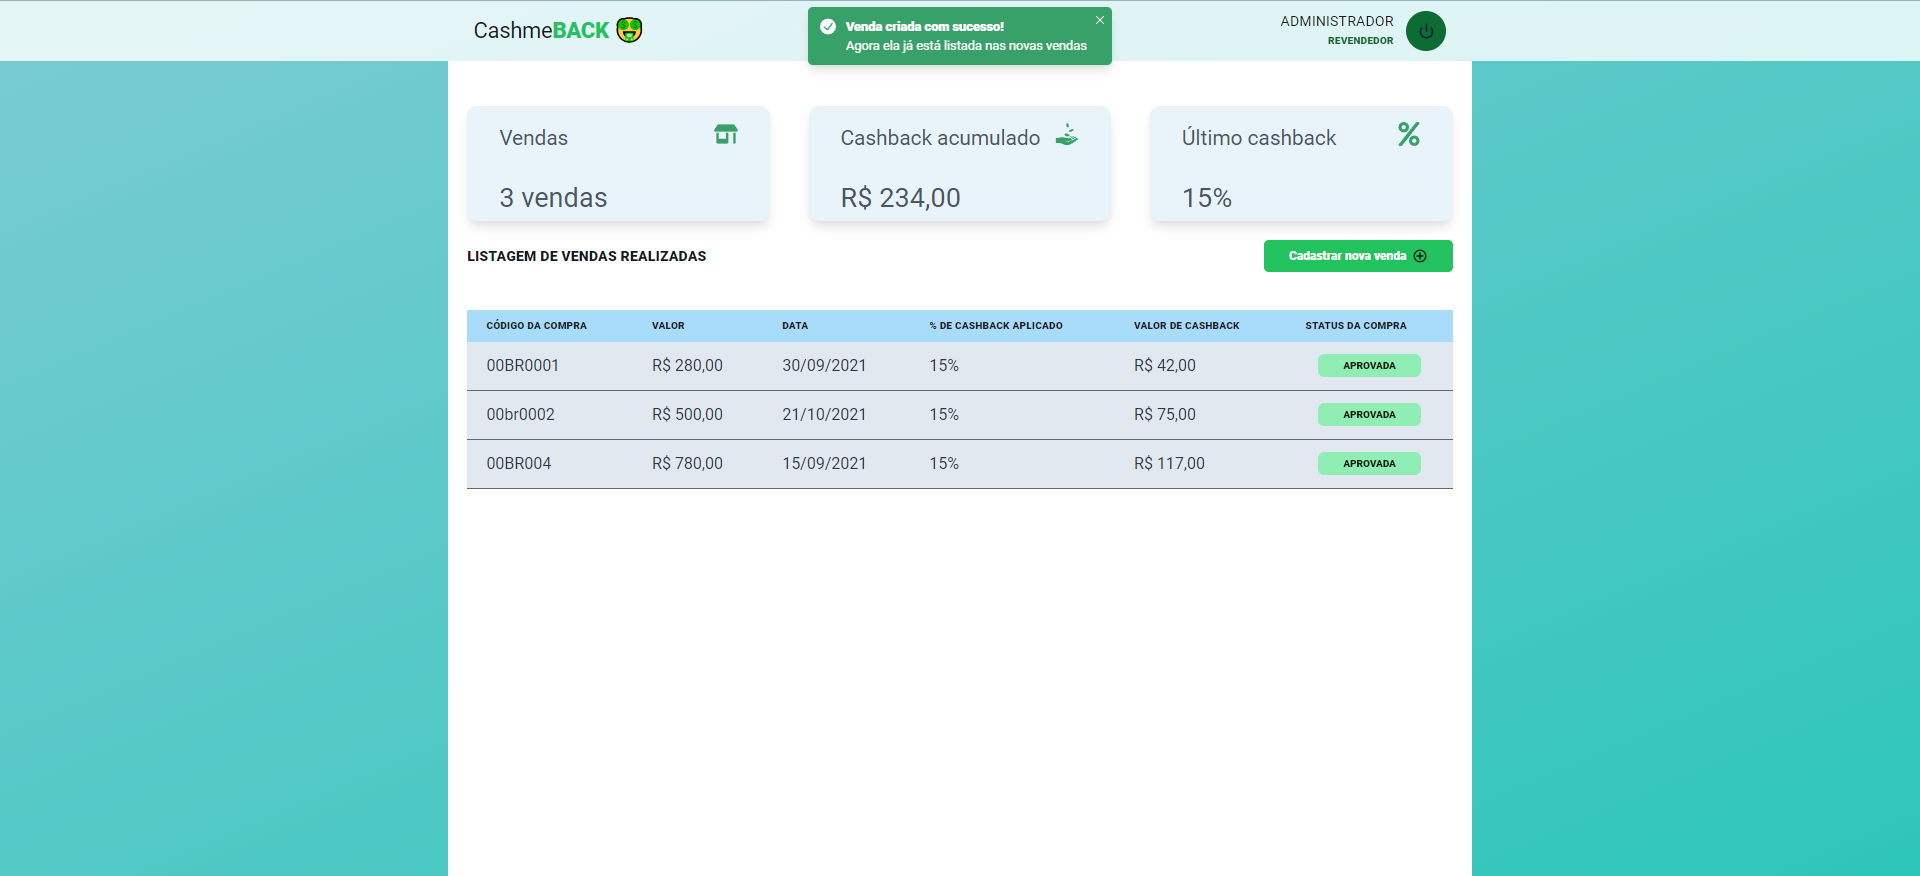 CashmeBACK
Venda criada com sucesso!
Agora ela já está listada nas novas vendas
ADMINISTRADOR
REVENDEDOR
Vendas
3 vendas
Cashback acumulado
R$ 234,00
Último cashback
15%
LISTAGEM DE VENDAS REALIZADAS
Cadastrar nova venda
CÓDIGO DA COMPRA VALOR DATA % DE CASHBACK APLICADO VALOR DE CASHBACK STATUS DA COMPRA
00BR0001 R$ 280,00 30/09/2021 15% R$ 42,00 APROVADA
00br0002 R$ 500,00 21/10/2021 15% R$ 75,00 APROVADA
00BR004 R$ 780,00 15/09/2021 15% R$ 117,00 APROVADA